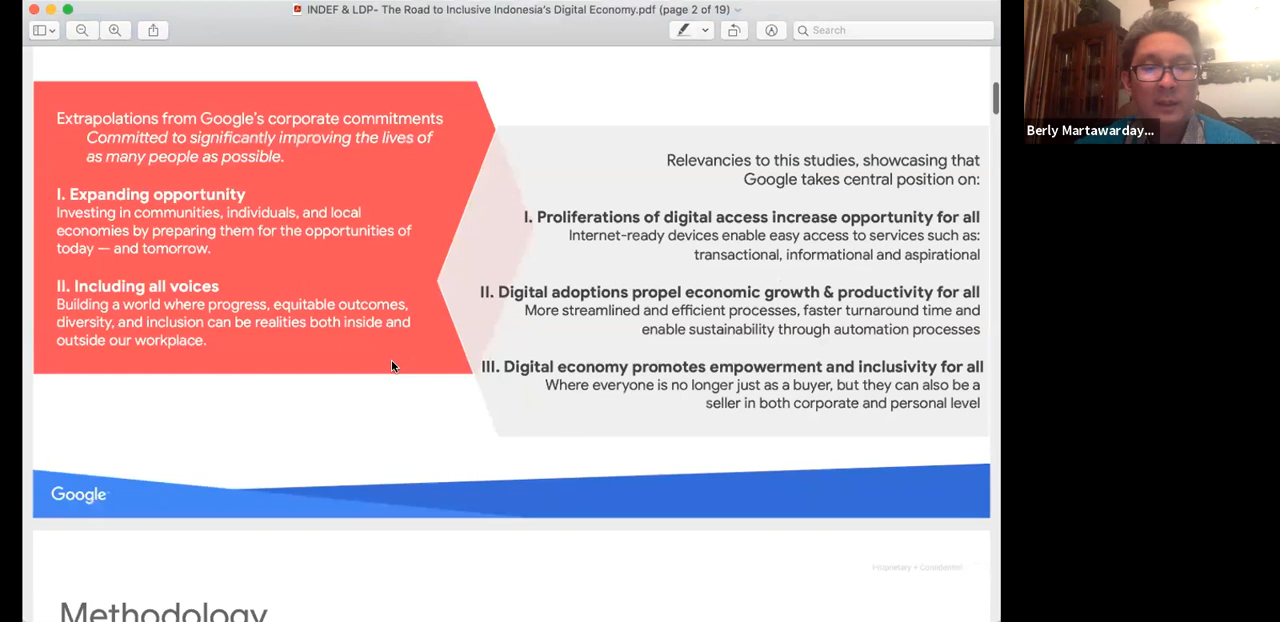 INDEF & LDP- The Road to Inclusive Indonesia's Digital Economy.pdf (page 2 of 19)
Search
Extrapolations from Google's corporate commitments
Committed to significantly improving the lives of
as many people as possible.
I. Expanding opportunity
Investing in communities, individuals, and local
economies by preparing them for the opportunities of
today — and tomorrow.
II. Including all voices
Building a world where progress, equitable outcomes,
diversity, and inclusion can be realities both inside and
outside our workplace.
Relevancies to this studies, showcasing that
Google takes central position on:
I. Proliferations of digital access increase opportunity for all
Internet-ready devices enable easy access to services such as:
transactional, informational and aspirational
II. Digital adoptions propel economic growth & productivity for all
More streamlined and efficient processes, faster turnaround time and
enable sustainability through automation processes
III. Digital economy promotes empowerment and inclusivity for all
Where everyone is no longer just as a buyer, but they can also be a
seller in both corporate and personal level
Google
Proprietary + Confidential
Methodology
Berly Martawarday...